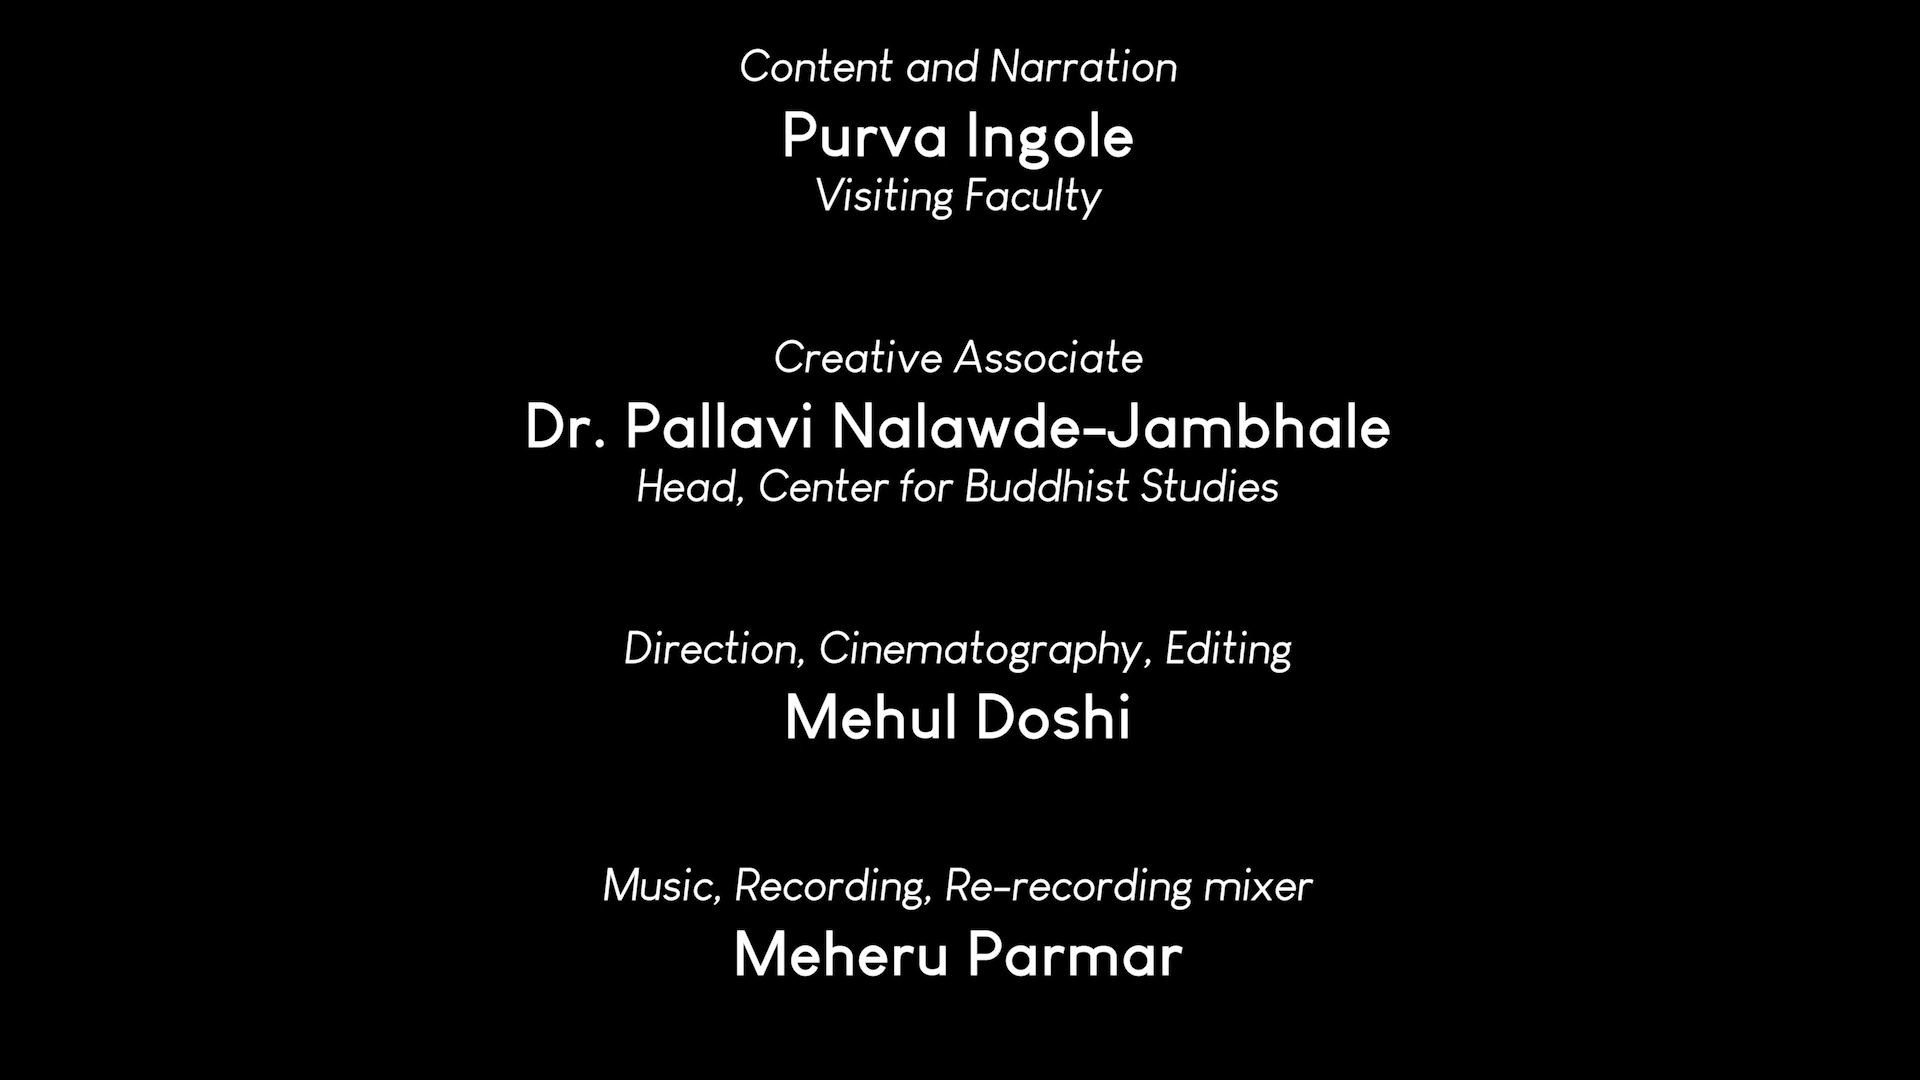 Content and Narration
Purva Ingole
Visiting Faculty
Creative Associate
Dr. Pallavi Nalawde-Jambhale
Head, Center for Buddhist Studies
Direction, Cinematography, Editing
Mehul Doshi
Music, Recording, Re-recording mixer
Meheru Parmar